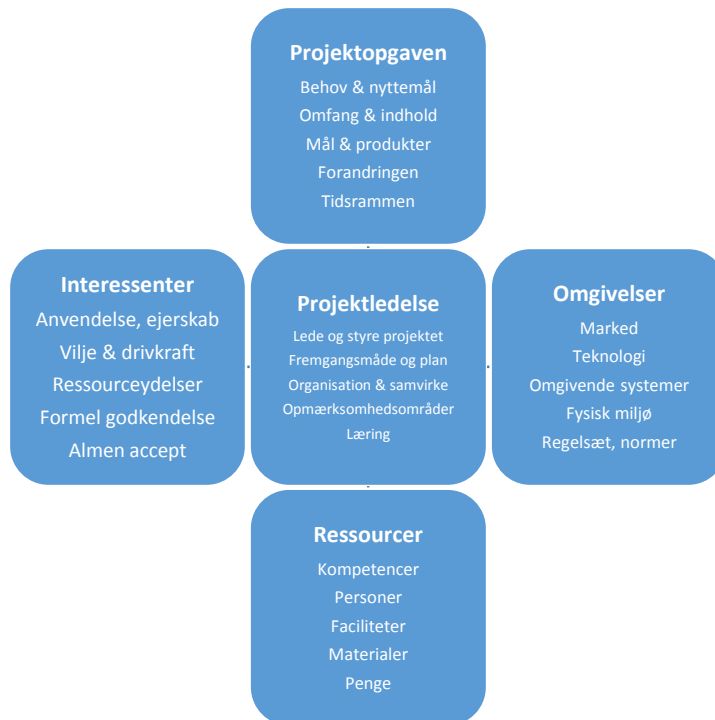 Projektopgaven
Behov & nyttemål
Omfang & indhold
Mål & produkter
Forandringen
Tidsrammen
Interessenter
Anvendelse, ejerskab
Vilje & drivkraft
Ressourceydelser
Formel godkendelse
Almen accept
Projektledelse
Lede og styre projektet
Fremgangsmåde og plan
Organisation & samvirke
Opmærksomhedsområder
Læring
Omgivelser
Marked
Teknologi
Omgivende systemer
Fysisk miljø
Regelsæt, normer
Ressourcer
Kompetencer
Personer
Faciliteter
Materialer
Penge